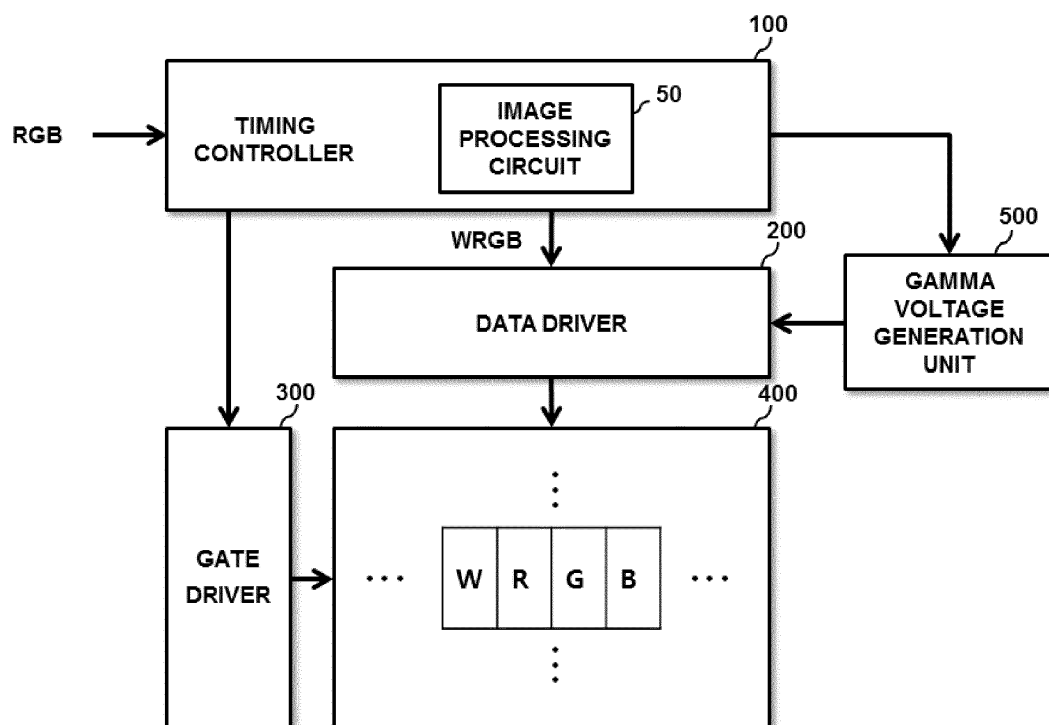 100
RGB
TIMING
CONTROLLER
IMAGE
PROCESSING
CIRCUIT
50
WRGB
200
DATA DRIVER
500
GAMMA
VOLTAGE
GENERATION
UNIT
300
GATE
DRIVER
400
W R G B